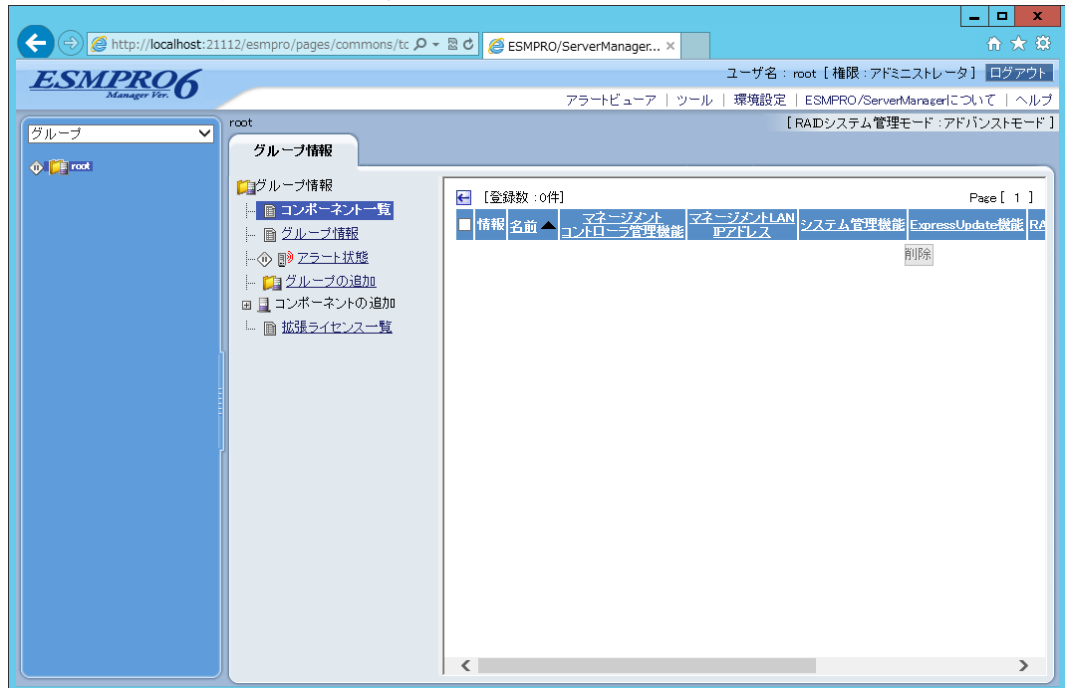 http://localhost:21112/esmpro/pages/commons/tc
ESMPRO/ServerManager...
ESMPRO6
Manager Ver.
ユーザ名 : root [ 権限 : アドミニストレータ ] ログアウト
アラートビューア | ツール | 環境設定 | ESMPRO/ServerManagerについて | ヘルプ
グループ
root
root
[ RAIDシステム管理モード : アドバンストモード ]
グループ情報
グループ情報
コンポーネント一覧
グループ情報
アラート状態
グループの追加
コンポーネントの追加
拡張ライセンス一覧
[登録数 : 0件]
Page [ 1 ]
情報 名前▲ マネージメントコントローラ管理機能 マネージメントLAN IPアドレス システム管理機能 ExpressUpdate機能 RA
削除